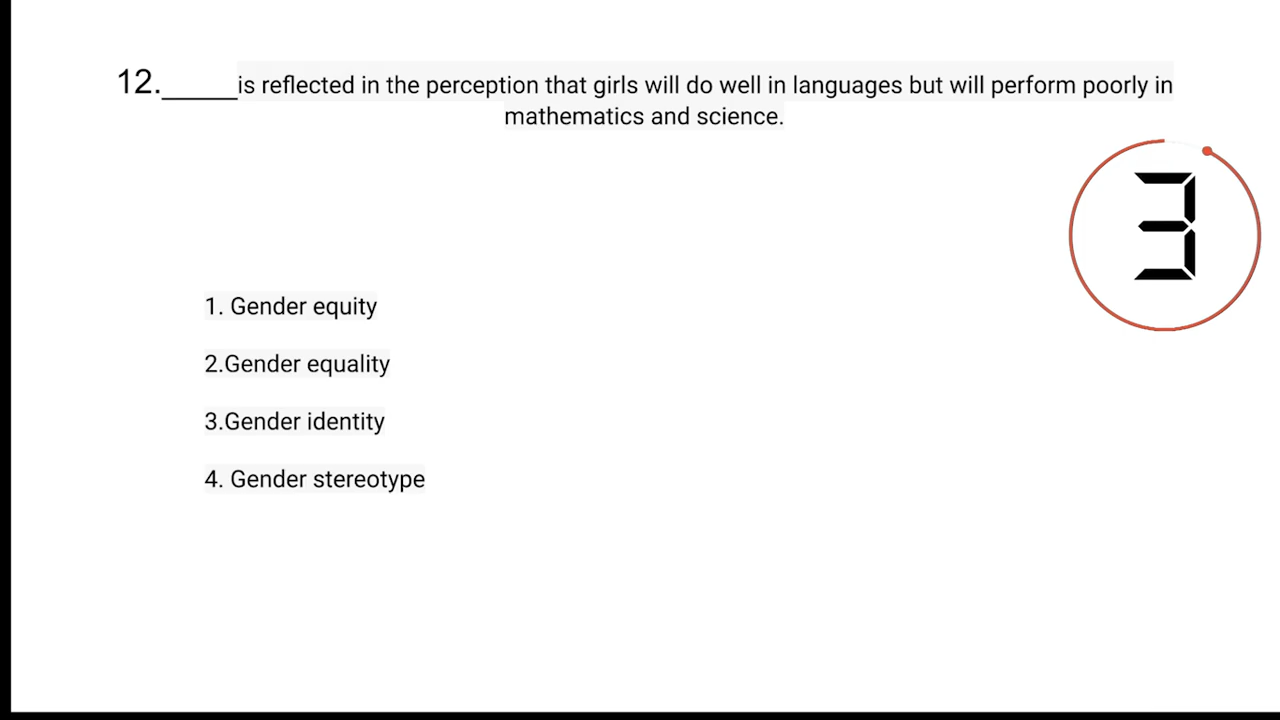 12._____is reflected in the perception that girls will do well in languages but will perform poorly in
mathematics and science.
3
1. Gender equity
2.Gender equality
3.Gender identity
4. Gender stereotype